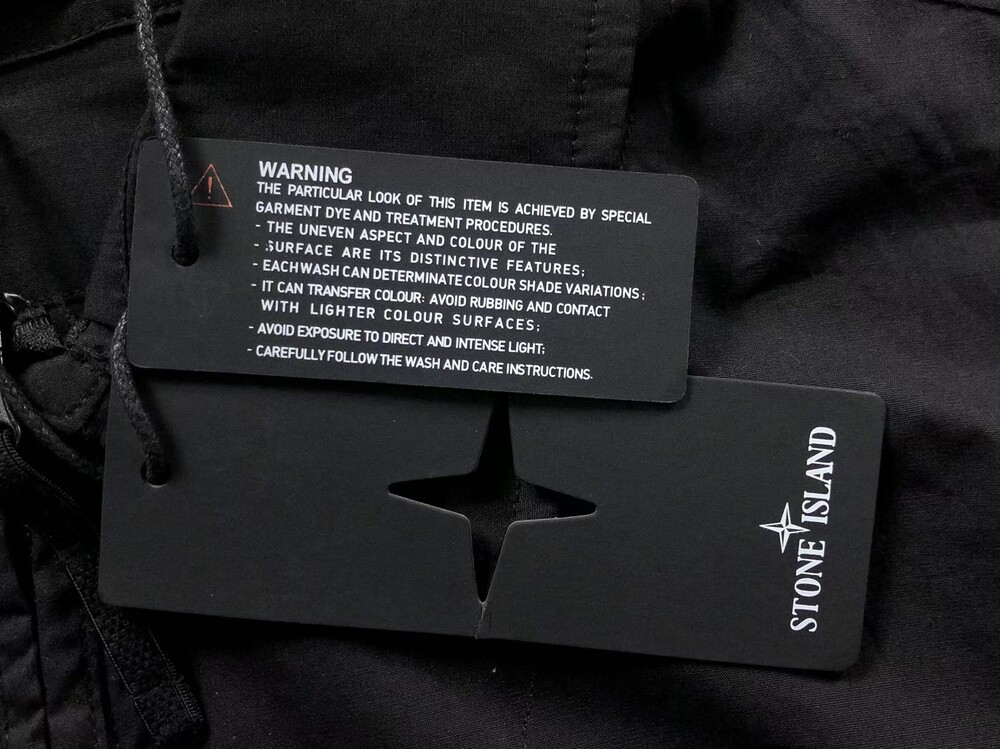 WARNING
THE PARTICULAR LOOK OF THIS ITEM IS ACHIEVED BY SPECIAL
GARMENT DYE AND TREATMENT PROCEDURES.
- THE UNEVEN ASPECT AND COLOUR OF THE
- SURFACE ARE ITS DISTINCTIVE FEATURES;
- EACH WASH CAN DETERMINATE COLOUR SHADE VARIATIONS;
- IT CAN TRANSFER COLOUR: AVOID RUBBING AND CONTACT
WITH LIGHTER COLOUR SURFACES;
- AVOID EXPOSURE TO DIRECT AND INTENSE LIGHT;
- CAREFULLY FOLLOW THE WASH AND CARE INSTRUCTIONS.
STONE ISLAND